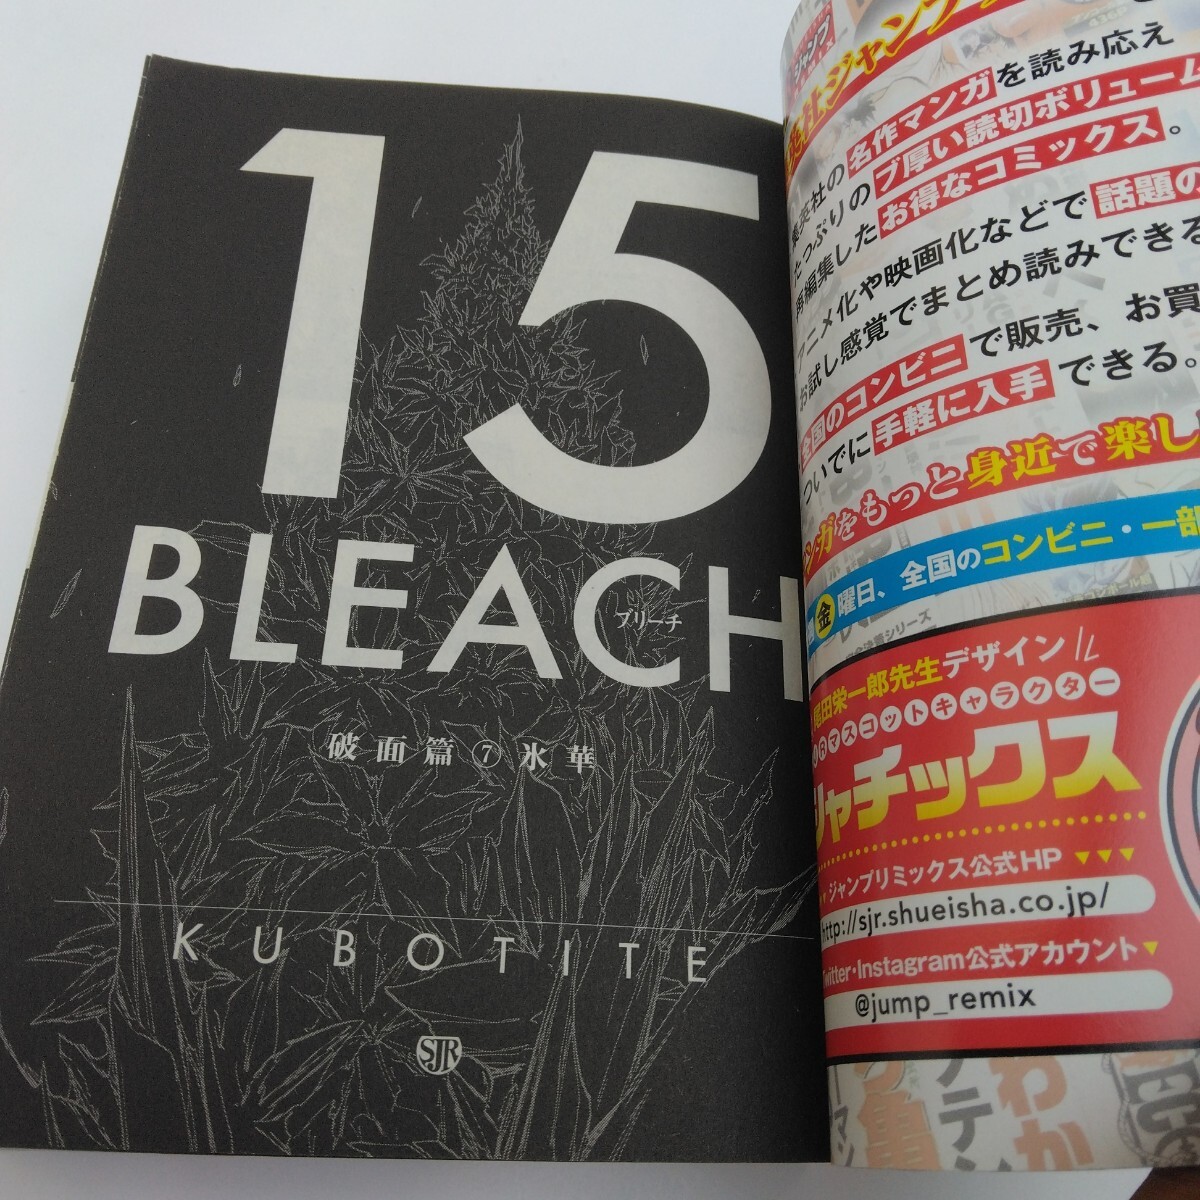 15
BLEACH
ブリーチ
破面篇⑦氷華
KUBOTITE
SJR
ジャンプ
英社の名作マンガを読み応え
たっぷりのブ厚い読切ボリューム
再編集したお得なコミックス。
アニメ化や映画化などで話題の
お試し感覚でまとめ読みできる
全国のコンビニで販売、お買
ついでに手軽に入手できる。
ンガをもっと身近で楽し
金曜日、全国のコンビニ・一部
尾田栄一郎先生デザイン
マスコットキャラクター
ジャチックス
ジャンプリミックス公式HP ▼▼▼
http://sjr.shueisha.co.jp/
Twitter・Instagram公式アカウント▼
@jump_remix